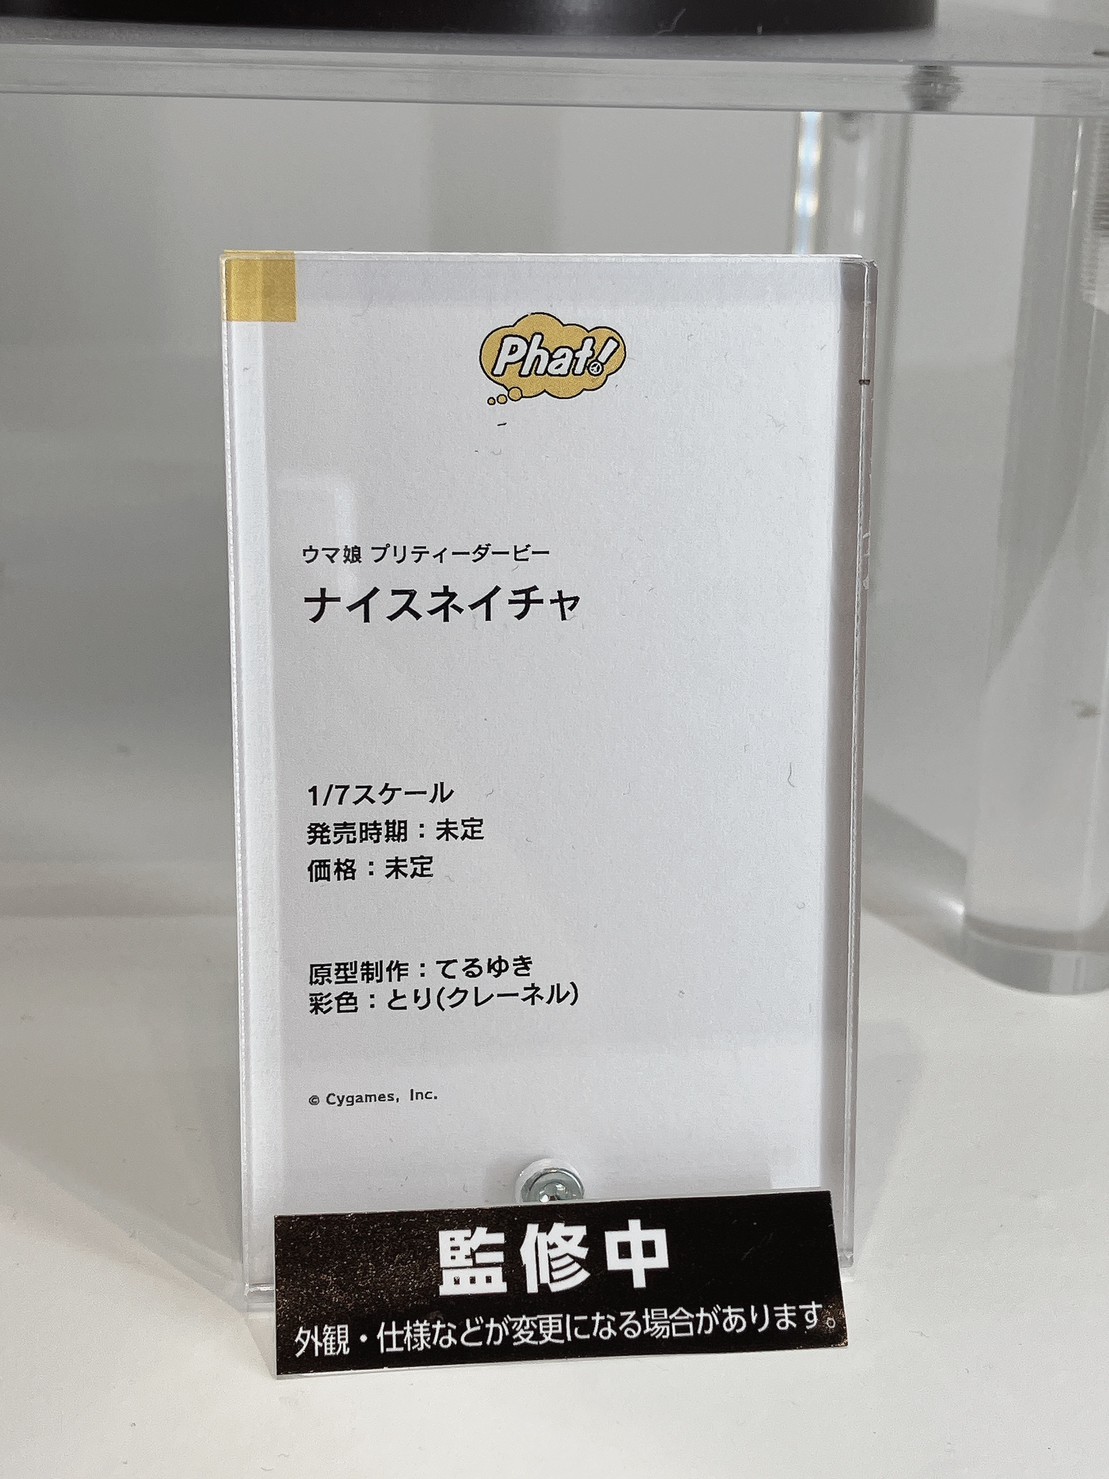 Phat!
ウマ娘 プリティーダービー
ナイスネイチャ
1/7スケール
発売時期：未定
価格：未定
原型制作：てるゆき
彩色：とり(クレーネル)
© Cygames, Inc.
監修中
外観・仕様などが変更になる場合があります。